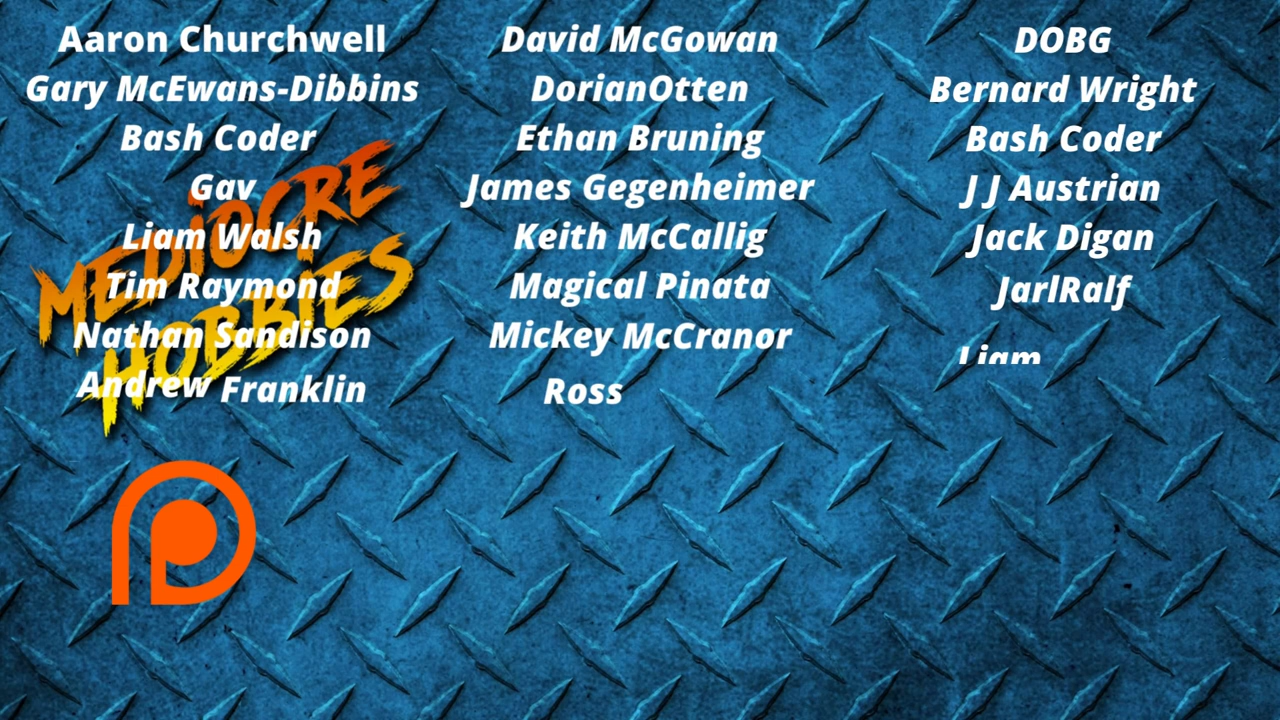 Aaron Churchwell
Gary McEwans-Dibbins
Bash Coder
Gav
Liam Walsh
Tim Raymond
Nathan Sandison
Andrew Franklin
MEDIOCRE
HOBBIES
David McGowan
DorianOtten
Ethan Bruning
James Gegenheimer
Keith McCallig
Magical Pinata
Mickey McCranor
Ross
DOBG
Bernard Wright
Bash Coder
J J Austrian
Jack Digan
JarlRalf
Liam